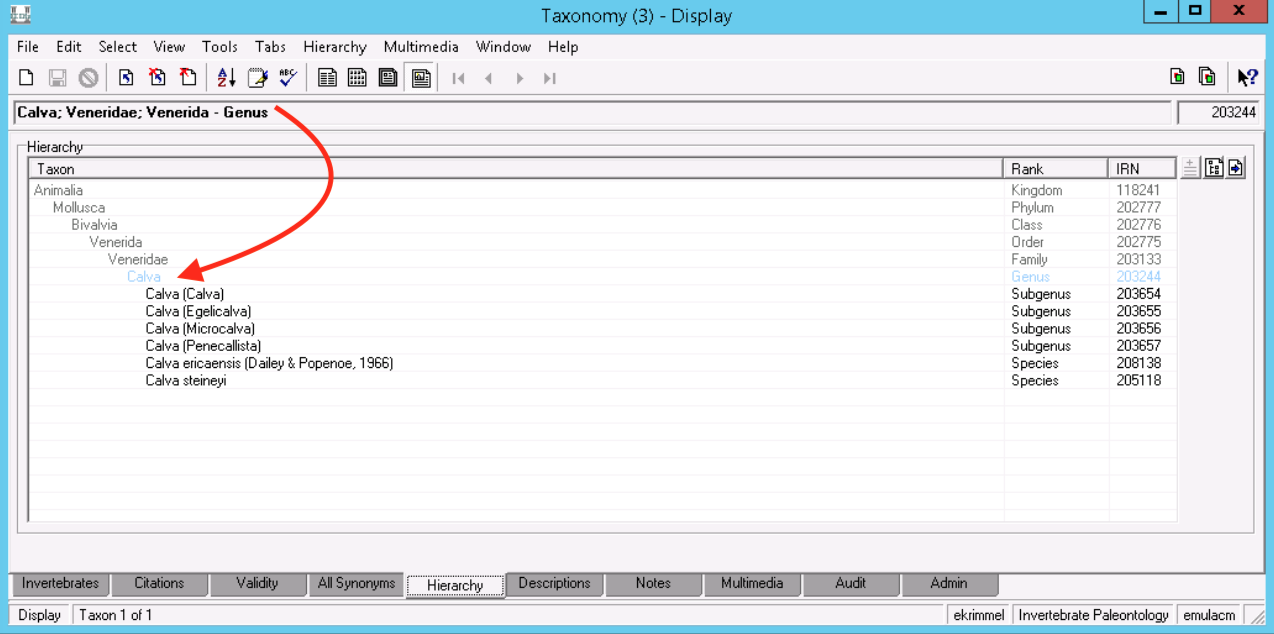 Taxonomy (3) - Display
File Edit Select View Tools Tabs Hierarchy Multimedia Window Help
Calva; Veneridae; Venerida - Genus 203244
Hierarchy
Taxon Rank IRN
Animalia Kingdom 118241
Mollusca Phylum 202777
Bivalvia Class 202776
Venerida Order 202775
Veneridae Family 203133
Calva Genus 203244
Calva (Calva) Subgenus 203654
Calva (Egelicalva) Subgenus 203655
Calva (Microcalva) Subgenus 203656
Calva (Penecallista) Subgenus 203657
Calva ericaensis (Dailey & Popenoe, 1966) Species 208138
Calva steineyi Species 205118
Invertebrates Citations Validity All Synonyms Hierarchy Descriptions Notes Multimedia Audit Admin
Display Taxon 1 of 1 ekrimmel Invertebrate Paleontology emulacm